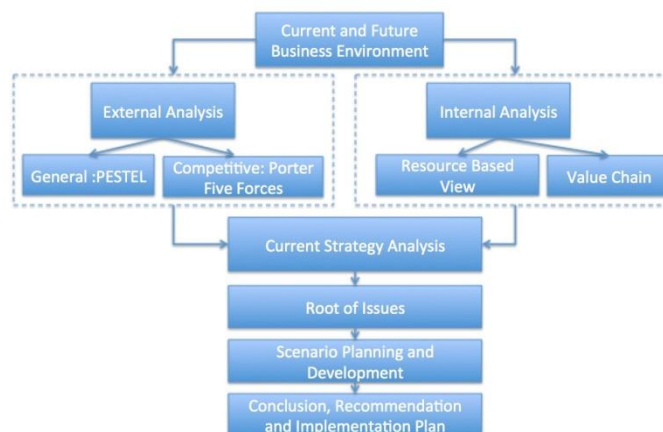 Current and Future
Business Environment
External Analysis
Internal Analysis
General :PESTEL
Competitive: Porter
Five Forces
Resource Based
View
Value Chain
Current Strategy Analysis
Root of Issues
Scenario Planning and
Development
Conclusion, Recommendation
and Implementation Plan